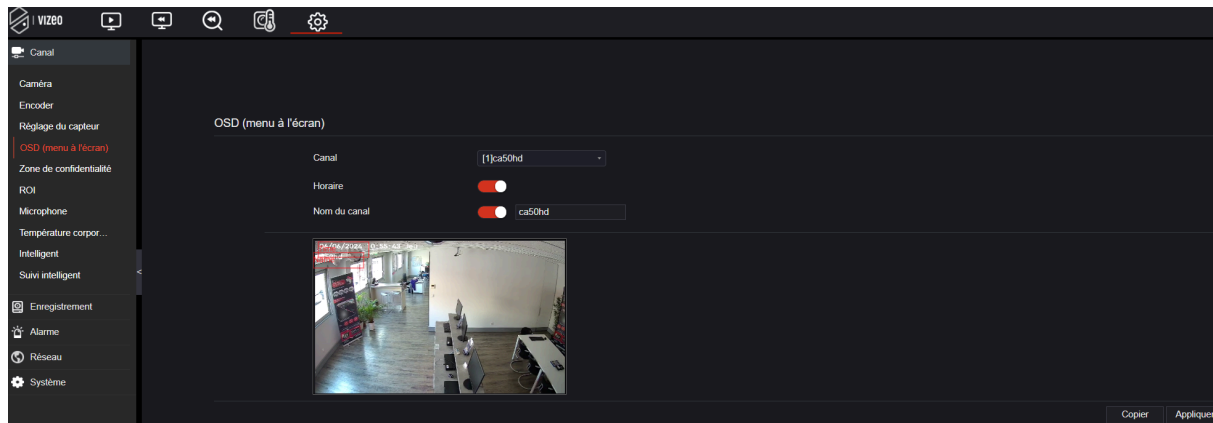 VIZEO
Canal
Caméra
Encoder
Réglage du capteur
OSD (menu à l'écran)
Zone de confidentialité
ROI
Microphone
Température corpor...
Intelligent
Suivi intelligent
Enregistrement
Alarme
Réseau
Système
<
OSD (menu à l'écran)
Canal
[1]ca50hd
Horaire
Nom du canal
ca50hd
Copier
Appliquer